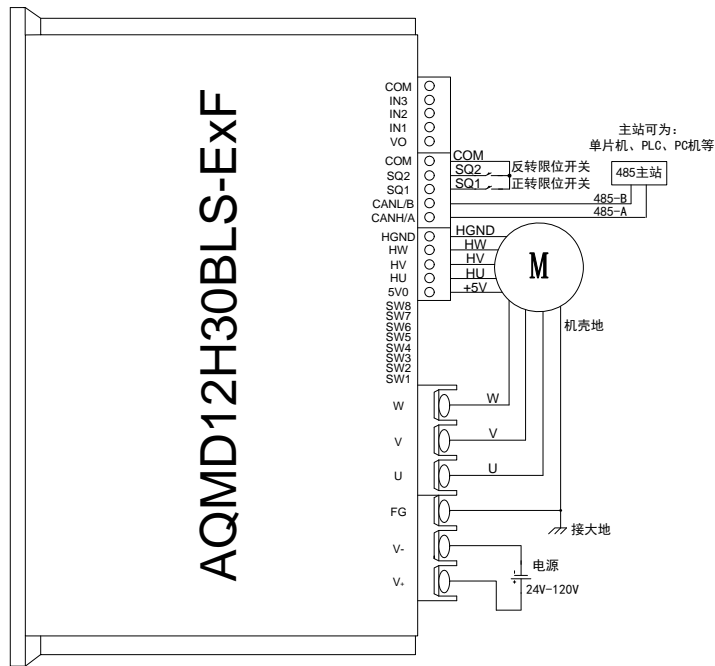 AQMD12H30BLS-ExF
COM
IN3
IN2
IN1
VO
COM
SQ2
SQ1
CANL/B
CANH/A
HGND
HW
HV
HU
5V0
SW8
SW7
SW6
SW5
SW4
SW3
SW2
SW1
W
V
U
FG
V-
V+
COM
SQ2
SQ1
反转限位开关
正转限位开关
主站可为:
单片机、PLC、PC机等
485主站
485-B
485-A
HGND
HW
HV
HU
+5V
M
机壳地
W
V
U
接大地
电源
+
24V-120V